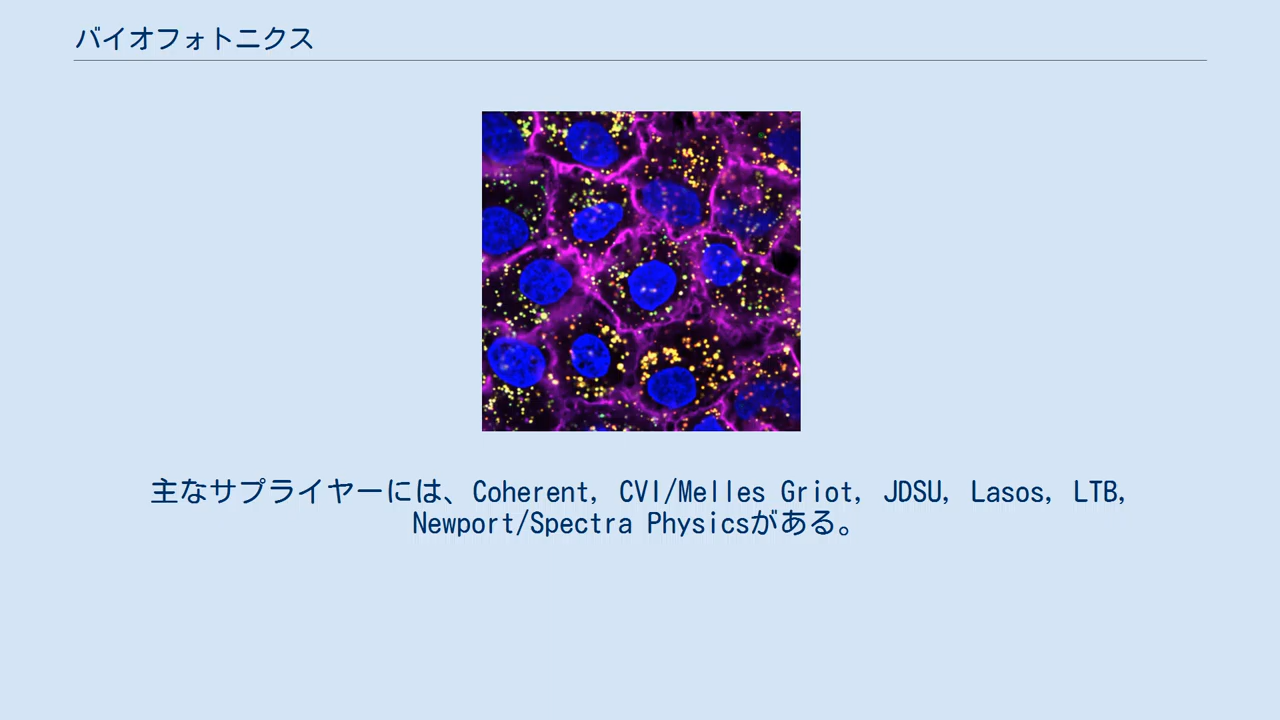 バイオフォトニクス
主なサプライヤーには、Coherent, CVI/Melles Griot, JDSU, Lasos, LTB,
Newport/Spectra Physicsがある。